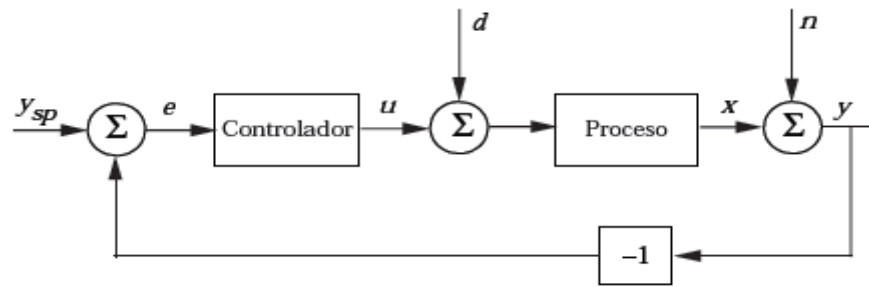 d
n
y_sp
Σ
e
Controlador
u
Σ
Proceso
x
Σ
y
–1